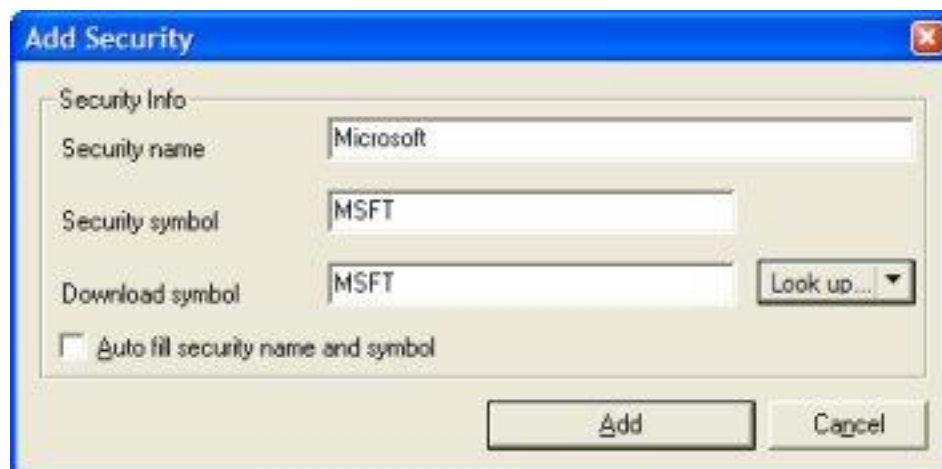 Add Security
Security Info
Security name Microsoft
Security symbol MSFT
Download symbol MSFT Look up...
Auto fill security name and symbol
Add Cancel